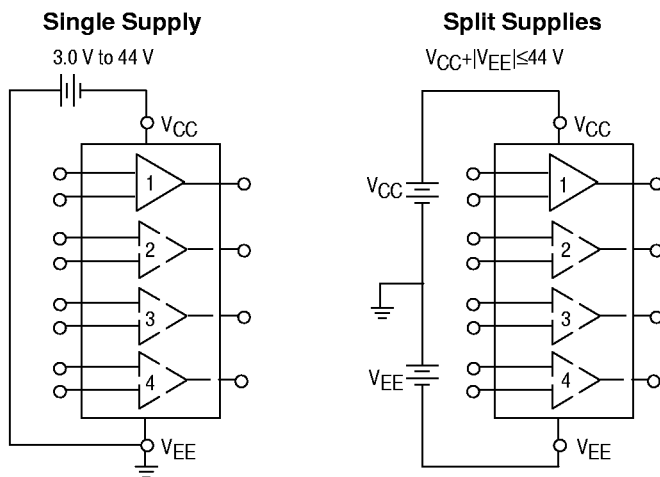 Single Supply
3.0 V to 44 V
VCC
1
2
3
4
VEE
Split Supplies
VCC+|VEE|≤44 V
VCC
VCC
1
2
3
VEE
4
VEE